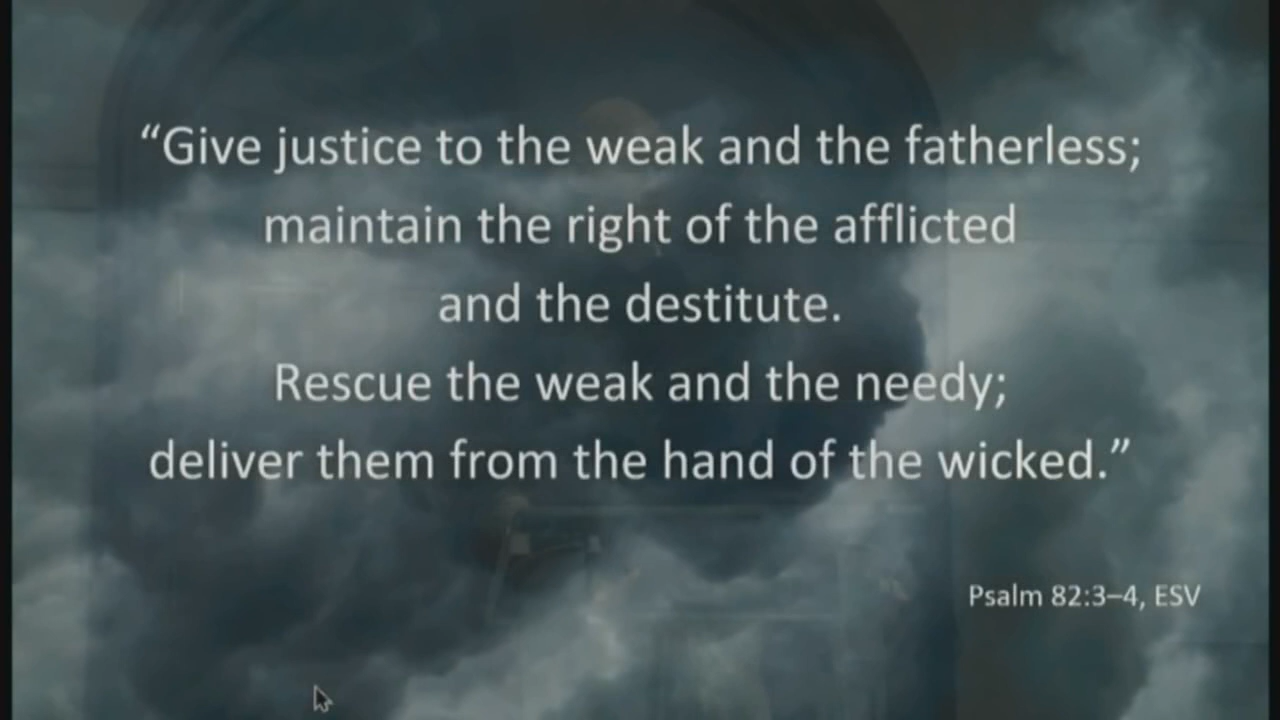 “Give justice to the weak and the fatherless;
maintain the right of the afflicted
and the destitute.
Rescue the weak and the needy;
deliver them from the hand of the wicked.”
Psalm 82:3–4, ESV